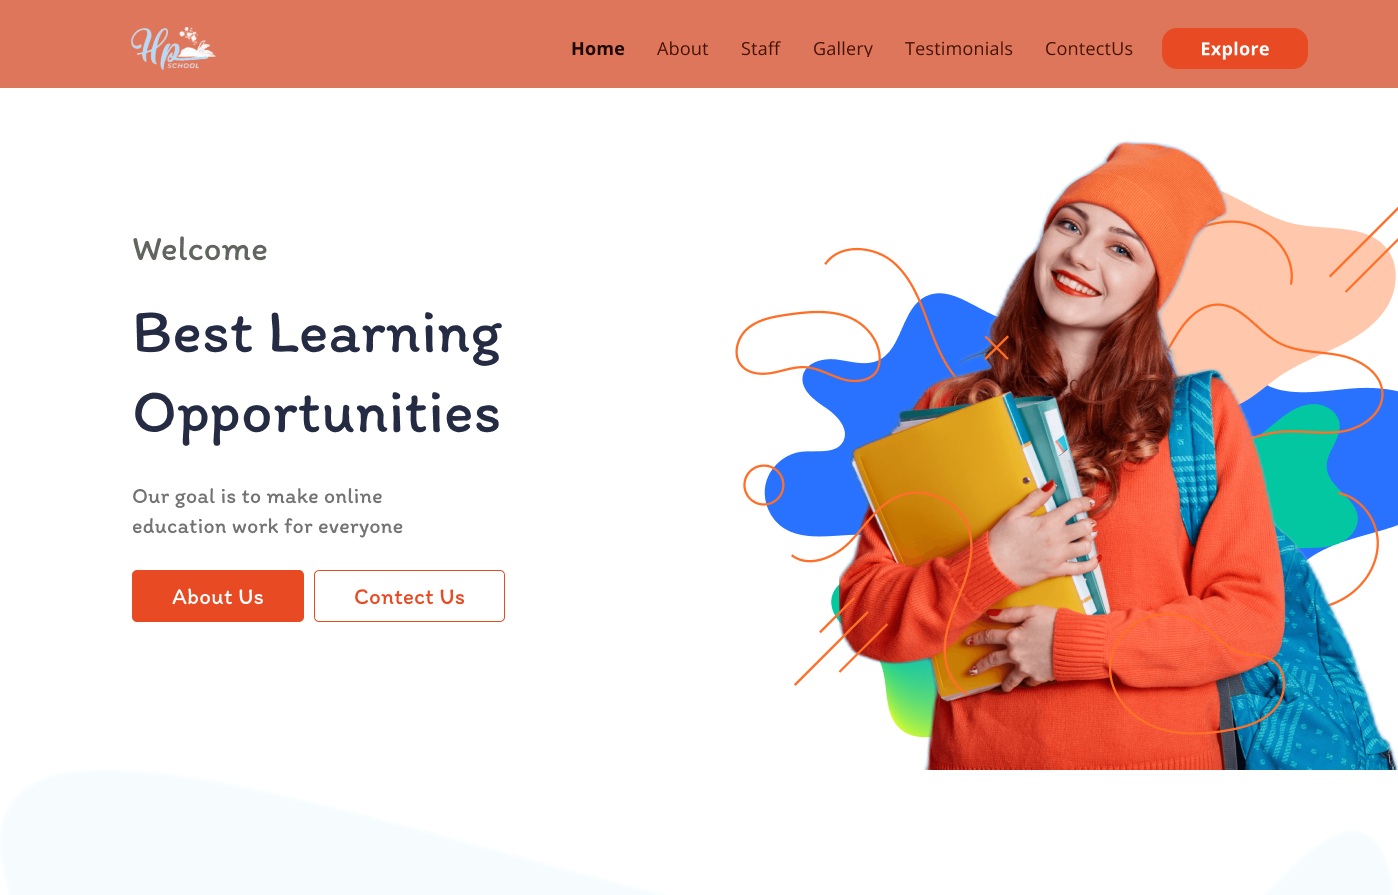 Hp
SCHOOL
Home About Staff Gallery Testimonials ContectUs Explore
Welcome
Best Learning
Opportunities
Our goal is to make online
education work for everyone
About Us Contect Us